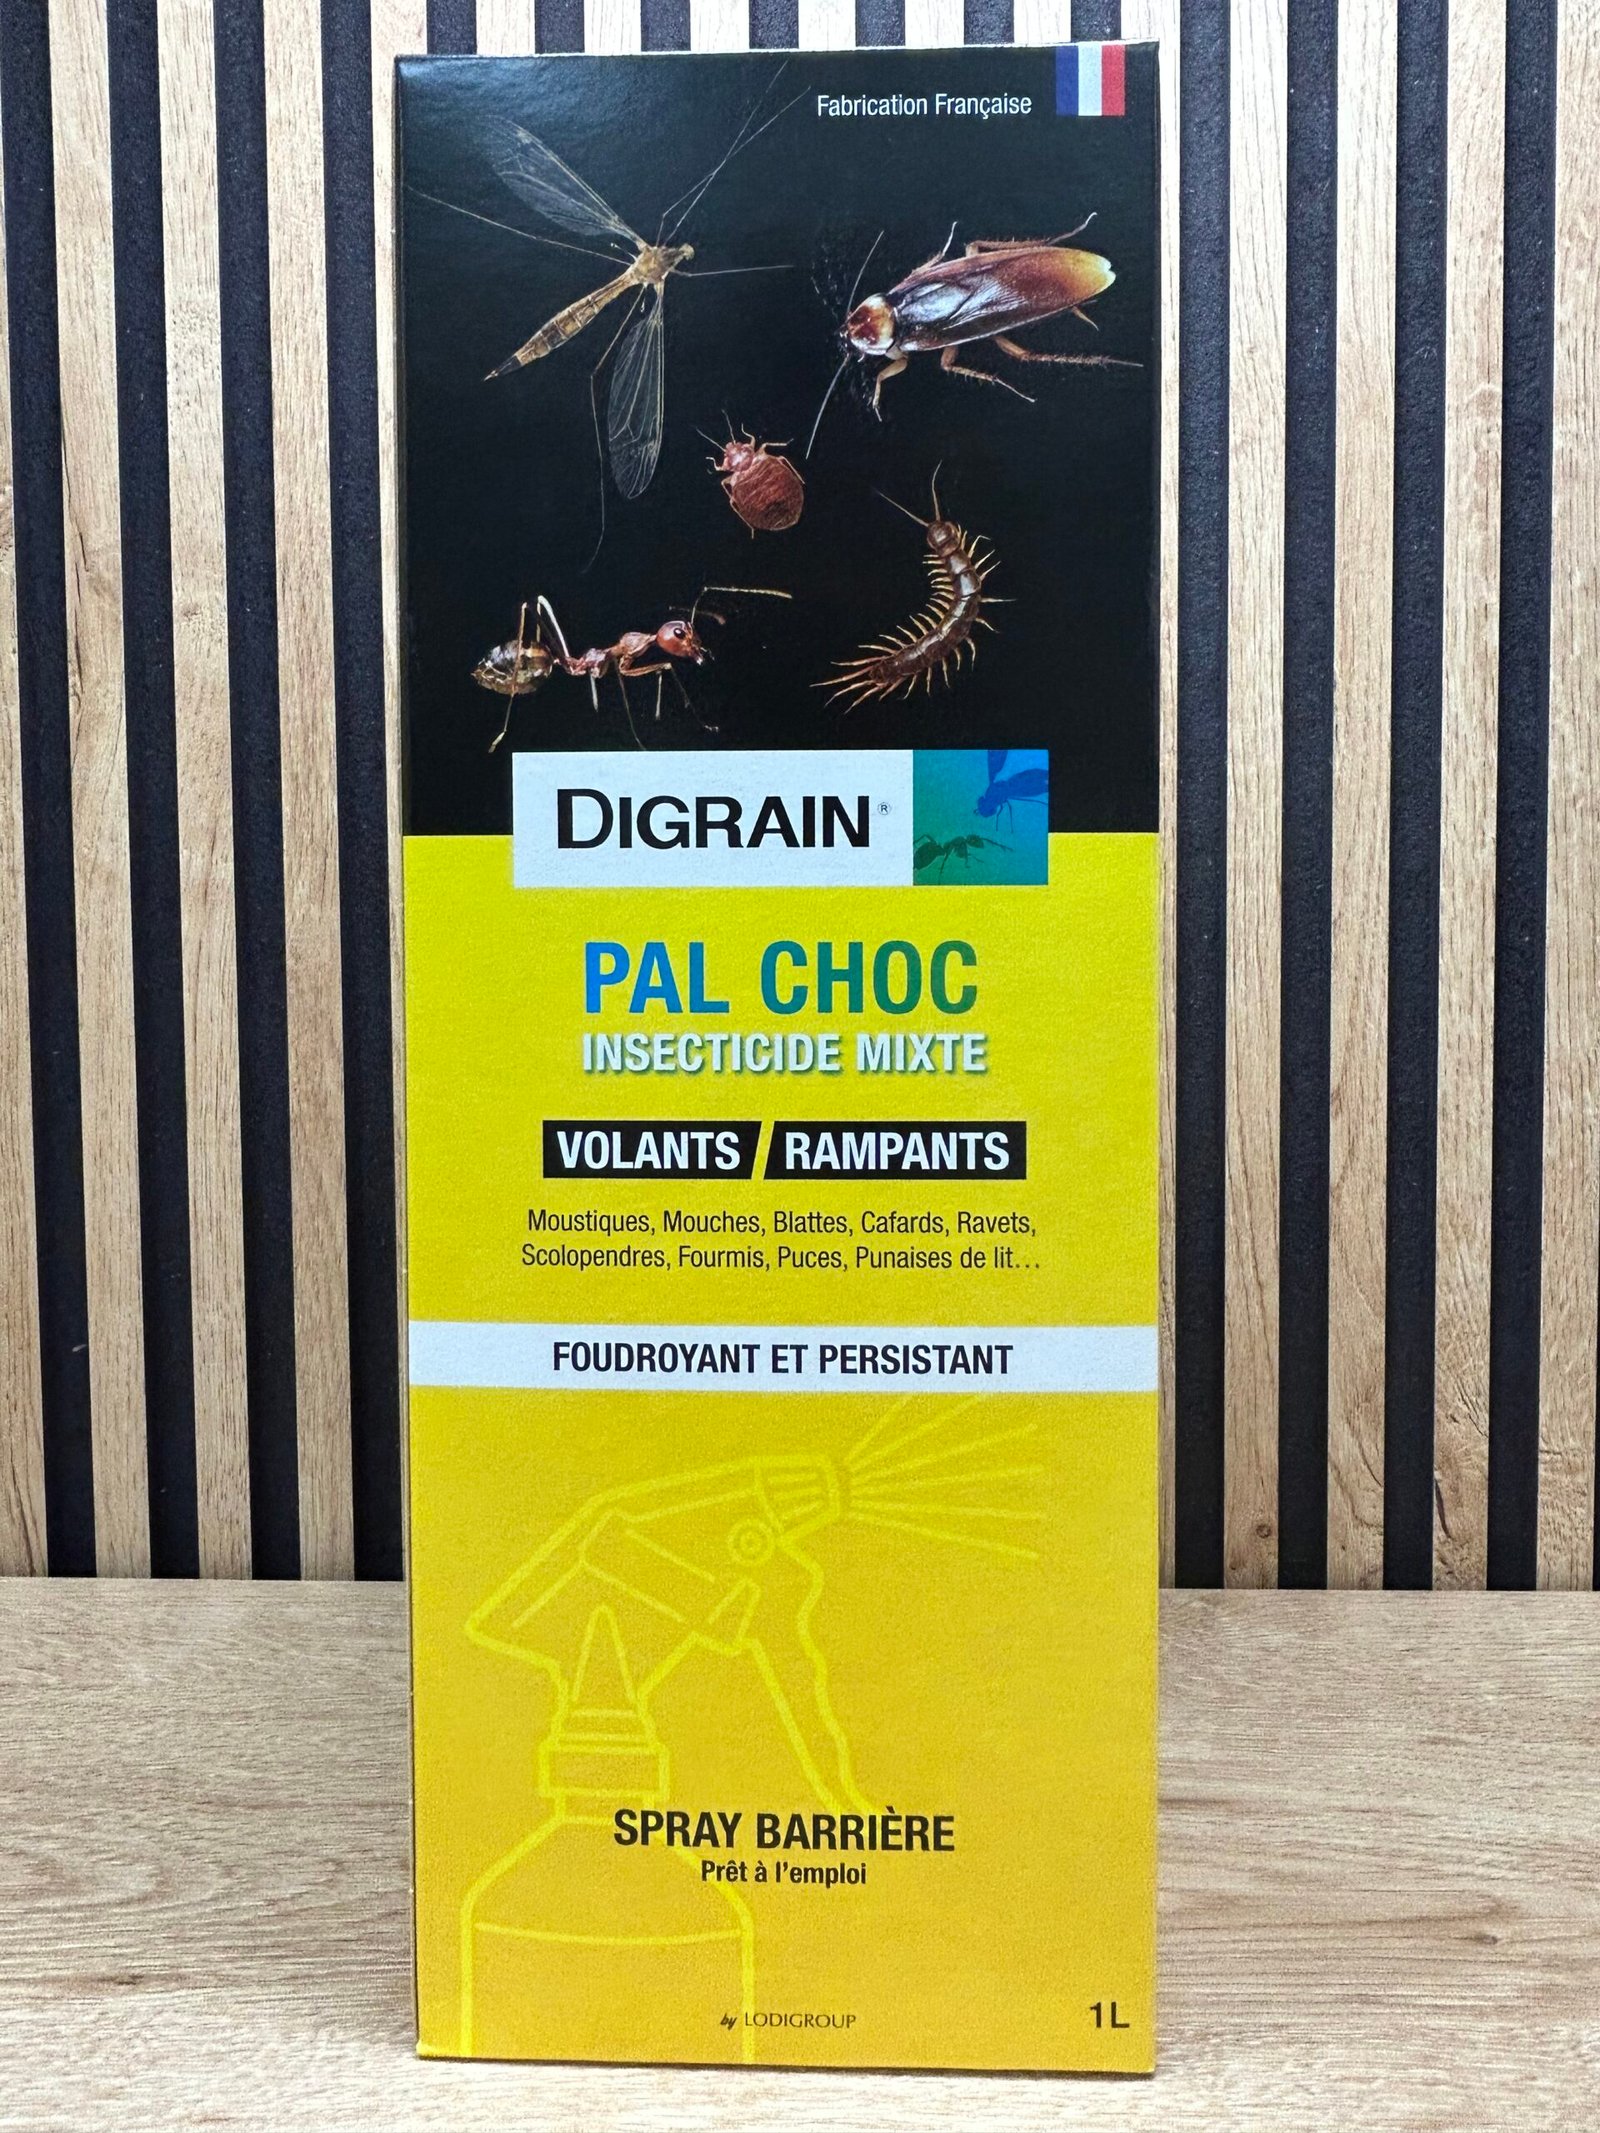 Fabrication Française
DIGRAIN®
PAL CHOC
INSECTICIDE MIXTE
VOLANTS / RAMPANTS
Moustiques, Mouches, Blattes, Cafards, Ravets,
Scolopendres, Fourmis, Puces, Punaises de lit...
FOUDROYANT ET PERSISTANT
SPRAY BARRIÈRE
Prêt à l'emploi
by LODIGROUP
1L